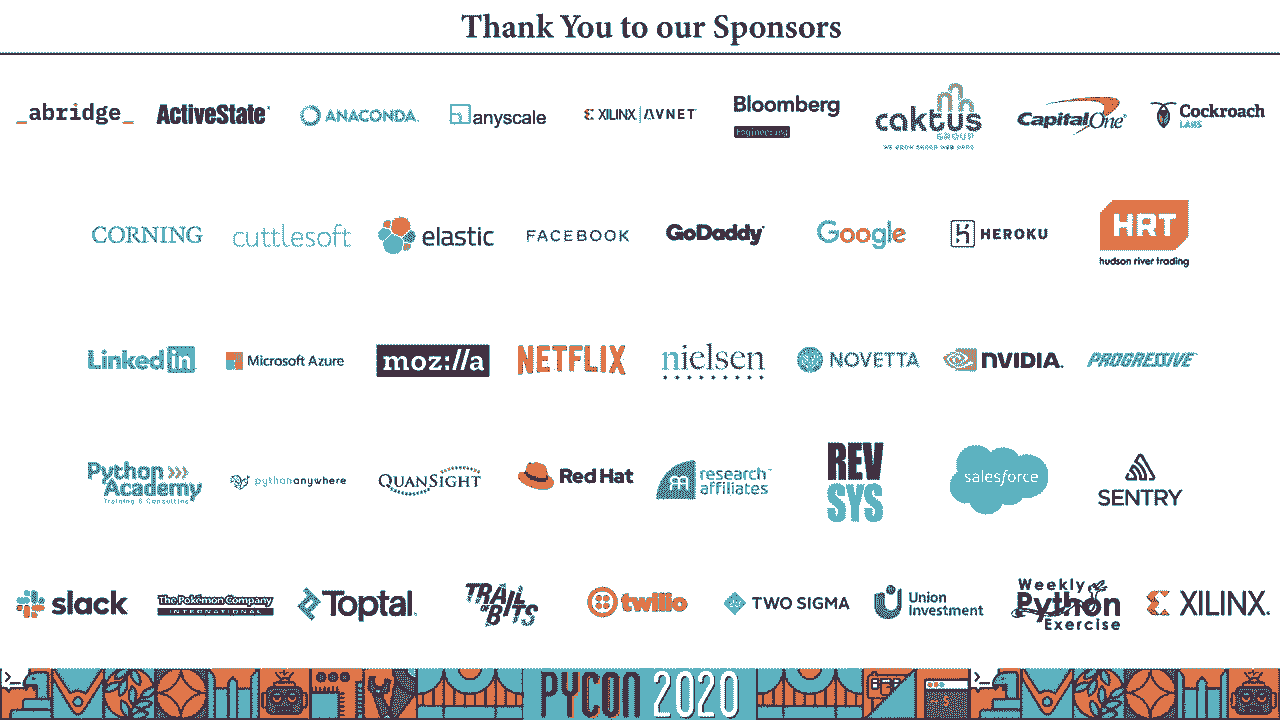 Thank You to our Sponsors
_abridge_ ActiveState ANACONDA. anyscale XILINX AVNET Bloomberg caktus CapitalOne Cockroach
Engineering GROUP LABS
CORNING cuttlesoft elastic FACEBOOK GoDaddy Google HEROKU HRT
hudson river trading
Linked in Microsoft Azure moz://a NETFLIX nielsen NOVETTA NVIDIA. PROGRESSIVE
Python Academy pythonanywhere QUANSIGHT Red Hat research affiliates REV SYS salesforce SENTRY
Training & Consulting
slack The Pokémon Company Toptal TRAIL OF BITS twilio TWO SIGMA Union Investment Weekly Python Exercise XILINX.
INTERNATIONAL
PYCON 2020